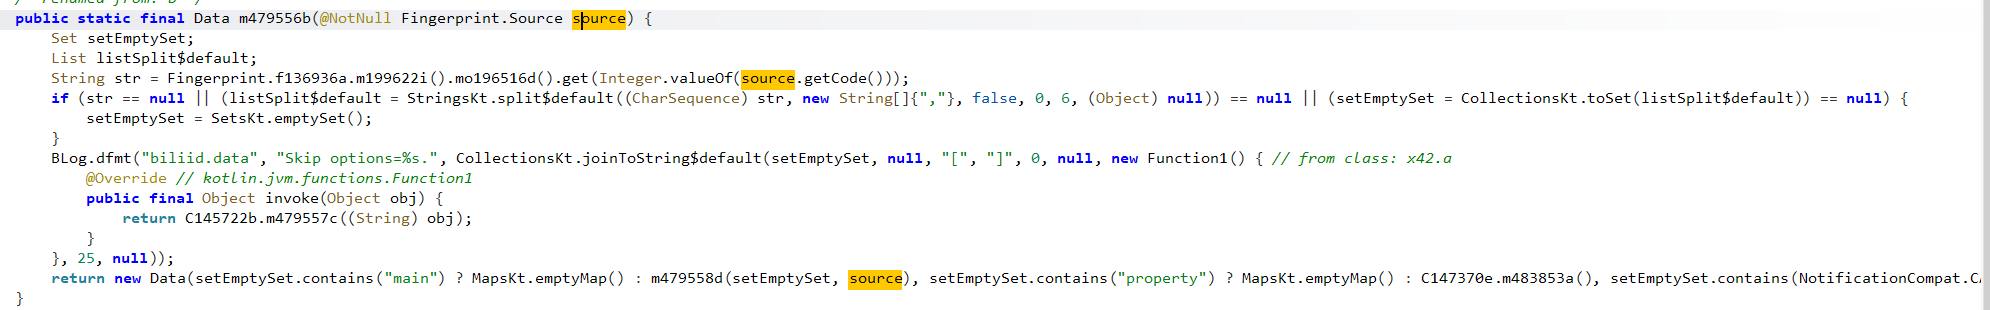 public static final Data m479556b(@NotNull Fingerprint.Source source) {
Set setEmptySet;
List listSplit$default;
String str = Fingerprint.f136936a.m199622i().mo196516d().get(Integer.valueOf(source.getCode()));
if (str == null || (listSplit$default = StringsKt.split$default((CharSequence) str, new String[]{","}, false, 0, 6, (Object) null)) == null || (setEmptySet = CollectionsKt.toSet(listSplit$default)) == null) {
setEmptySet = SetsKt.emptySet();
}
BLog.dfmt("biliid.data", "Skip options=%s.", CollectionsKt.joinToString$default(setEmptySet, null, "[", "]", 0, null, new Function1() { // from class: x42.a
@Override // kotlin.jvm.functions.Function1
public final Object invoke(Object obj) {
return C145722b.m479557c((String) obj);
}
}, 25, null));
return new Data(setEmptySet.contains("main") ? MapsKt.emptyMap() : m479558d(setEmptySet, source), setEmptySet.contains("property") ? MapsKt.emptyMap() : C147370e.m483853a(), setEmptySet.contains(NotificationCompat.
}